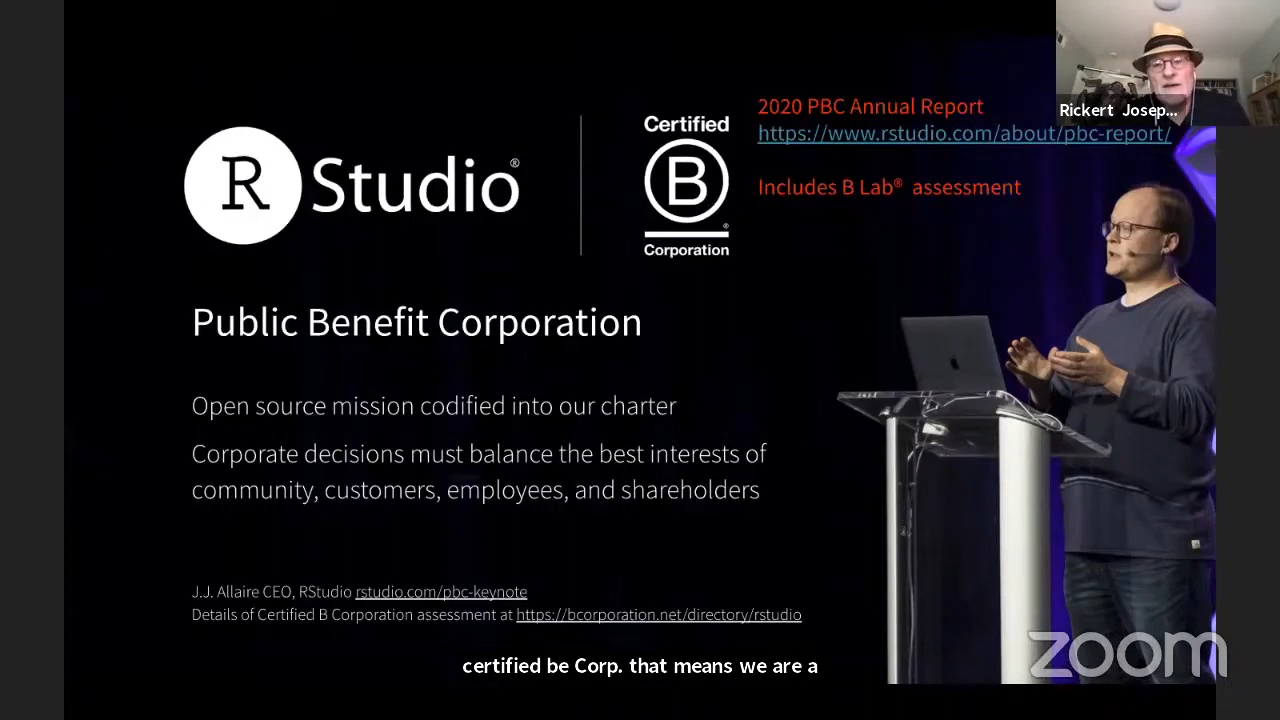 Rickert Josep...
R Studio®
Certified
B
®
Corporation
2020 PBC Annual Report
https://www.rstudio.com/about/pbc-report/
Includes B Lab® assessment
Public Benefit Corporation
Open source mission codified into our charter
Corporate decisions must balance the best interests of
community, customers, employees, and shareholders
J.J. Allaire CEO, RStudio rstudio.com/pbc-keynote
Details of Certified B Corporation assessment at https://bcorporation.net/directory/rstudio
certified be Corp. that means we are a
zoom